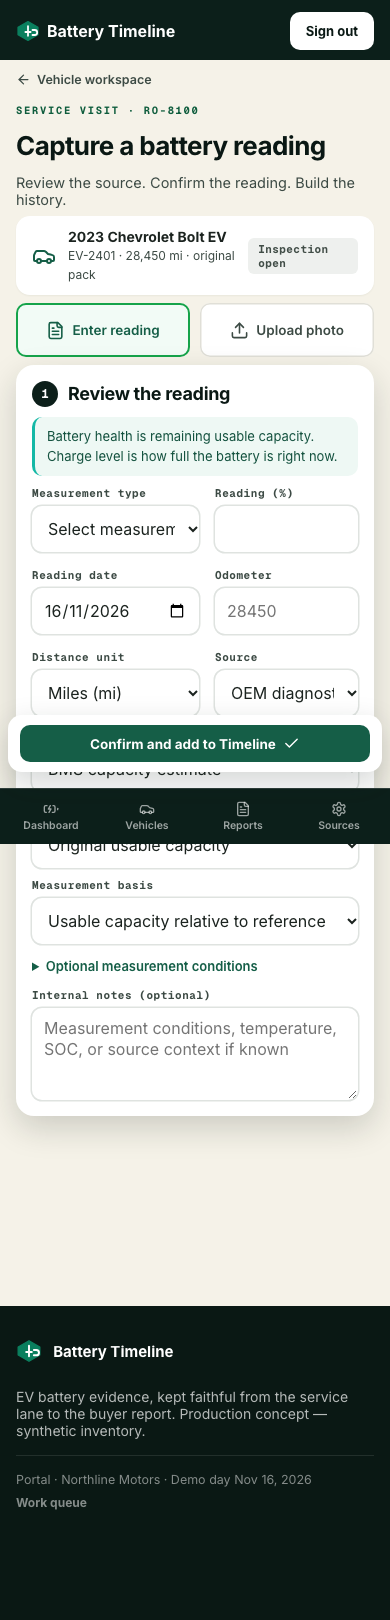 Battery Timeline
Sign out
Vehicle workspace
SERVICE VISIT · RO-8100
Capture a battery reading
Review the source. Confirm the reading. Build the
history.
2023 Chevrolet Bolt EV
EV-2401 · 28,450 mi · original
pack
Inspection
open
Enter reading
Upload photo
1 Review the reading
Battery health is remaining usable capacity.
Charge level is how full the battery is right now.
Measurement type
Reading (%)
Select measurem
Reading date
Odometer
16/11/2026
28450
Distance unit
Source
Miles (mi)
OEM diagnost
Confirm and add to Timeline
BMS capacity estimate
Dashboard
Vehicles
Reports
Sources
Original usable capacity
Measurement basis
Usable capacity relative to reference
Optional measurement conditions
Internal notes (optional)
Measurement conditions, temperature,
SOC, or source context if known
Battery Timeline
EV battery evidence, kept faithful from the service
lane to the buyer report. Production concept —
synthetic inventory.
Portal · Northline Motors · Demo day Nov 16, 2026
Work queue